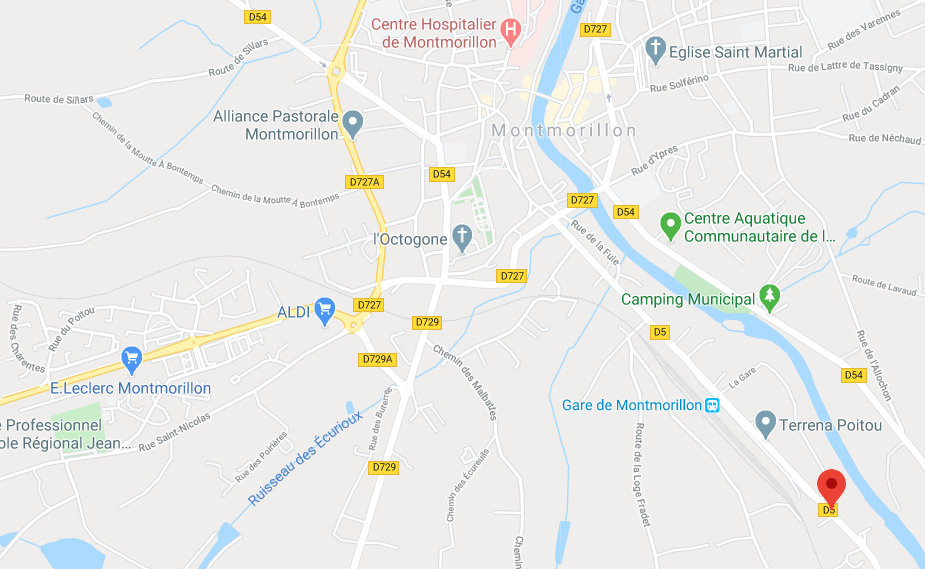 D54
Centre Hospitalier
de Montmorillon
H
D727
Rue des Varennes
Eglise Saint Martial
Route de Sillars
Rue de Lattre de Tassigny
Rue Solférino
Route de Sillars
Rue du Cadran
Alliance Pastorale
Montmorillon
Montmorillon
Chemin de la Moutte À Bontemps
Rue de Néchaud
Rue d'Ypres
D54
D727A
Chemin de la Moutte À Bontemps
D727
D54
Centre Aquatique
Communautaire de l...
l'Octogone
Rue de la Fuie
D727
Route de Lavaud
Camping Municipal
D727
ALDI
Rue du Poitou
Rue des Charentes
D729
D5
D729A
Chemin des Malbattes
Rue de l'Allochon
E.Leclerc Montmorillon
La Gare
D54
Gare de Montmorillon
Rue des Buterne
Professionnel
ole Régional Jean...
Rue Saint-Nicolas
Ruisseau des Écurioux
Terrena Poitou
Rue des Poirières
Route de la Loge Fradet
D729
Chemin des Écureuils
D5
Chemin